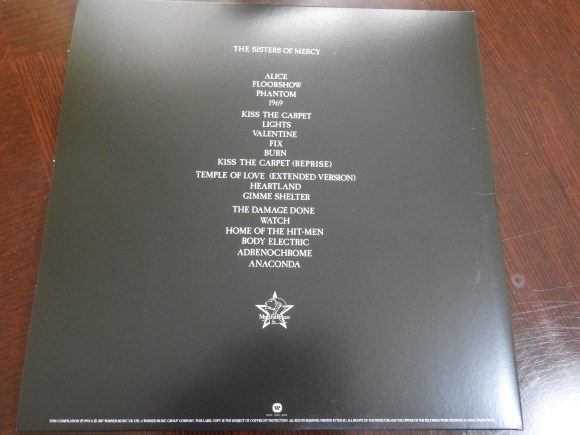 THE SISTERS OF MERCY
ALICE
FLOORSHOW
PHANTOM
1969
KISS THE CARPET
LIGHTS
VALENTINE
FIX
BURN
KISS THE CARPET (REPRISE)
TEMPLE OF LOVE (EXTENDED VERSION)
HEARTLAND
GIMME SHELTER
THE DAMAGE DONE
WATCH
HOME OF THE HIT-MEN
BODY ELECTRIC
ADRENOCHROME
ANACONDA